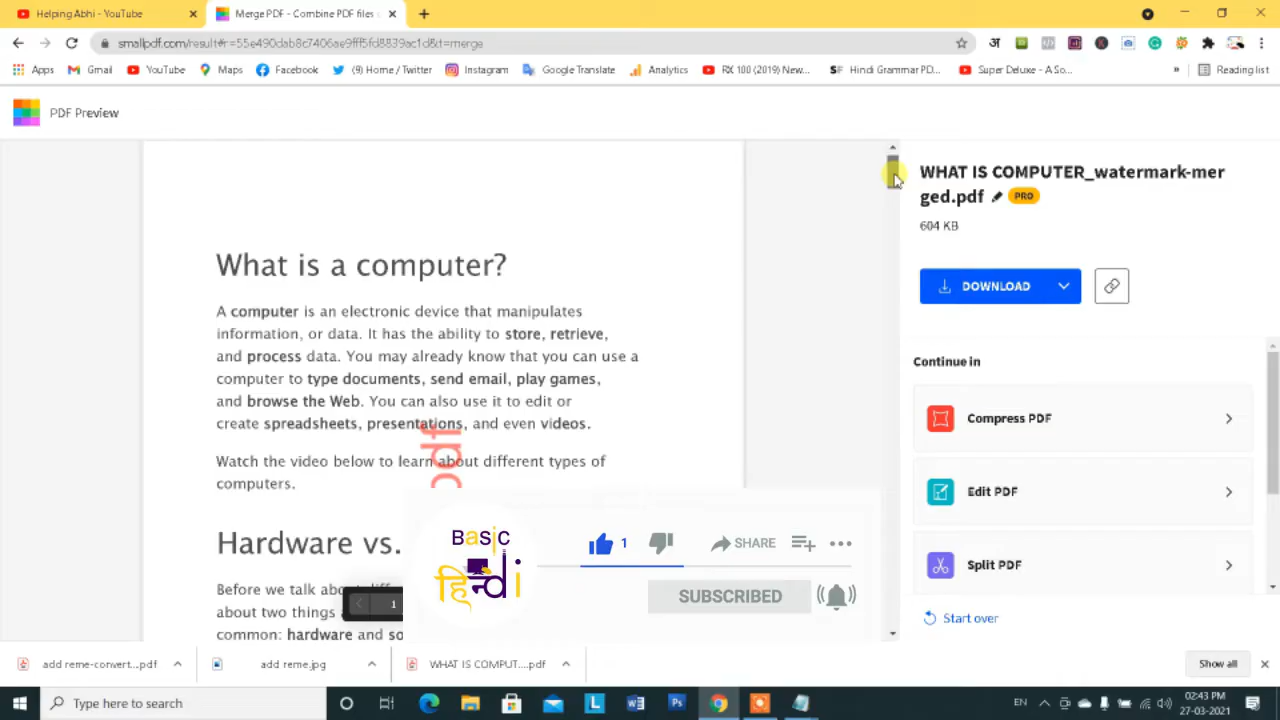 Helping Abhi - YouTube
Merge PDF - Combine PDF files
smallpdf.com/result#r=55e490dab8c7406ae9fff5fd8839ac1d&t=merge
अ
Apps
Gmail
YouTube
Maps
Facebook
(9) Home / Twitter
Instagram
Google Translate
Analytics
RX 100 (2019) New...
SF Hindi Grammar PD...
Super Deluxe - A So...
»
Reading list
PDF Preview
What is a computer?
A computer is an electronic device that manipulates
information, or data. It has the ability to store, retrieve,
and process data. You may already know that you can use a
computer to type documents, send email, play games,
and browse the Web. You can also use it to edit or
create spreadsheets, presentations, and even videos.
Watch the video below to learn about different types of
computers.
pdf
Hardware vs.
Before we talk about
about two things
common: hardware and
1
Basic
हिन्दी
1
SHARE
SUBSCRIBED
WHAT IS COMPUTER_watermark-mer
ged.pdf
PRO
604 KB
DOWNLOAD
Continue in
Compress PDF
Edit PDF
Split PDF
Start over
add reme-convert...pdf
add reme.jpg
WHAT IS COMPUT....pdf
Show all
Type here to search
L
W
Ps
EN
02:43 PM
27-03-2021